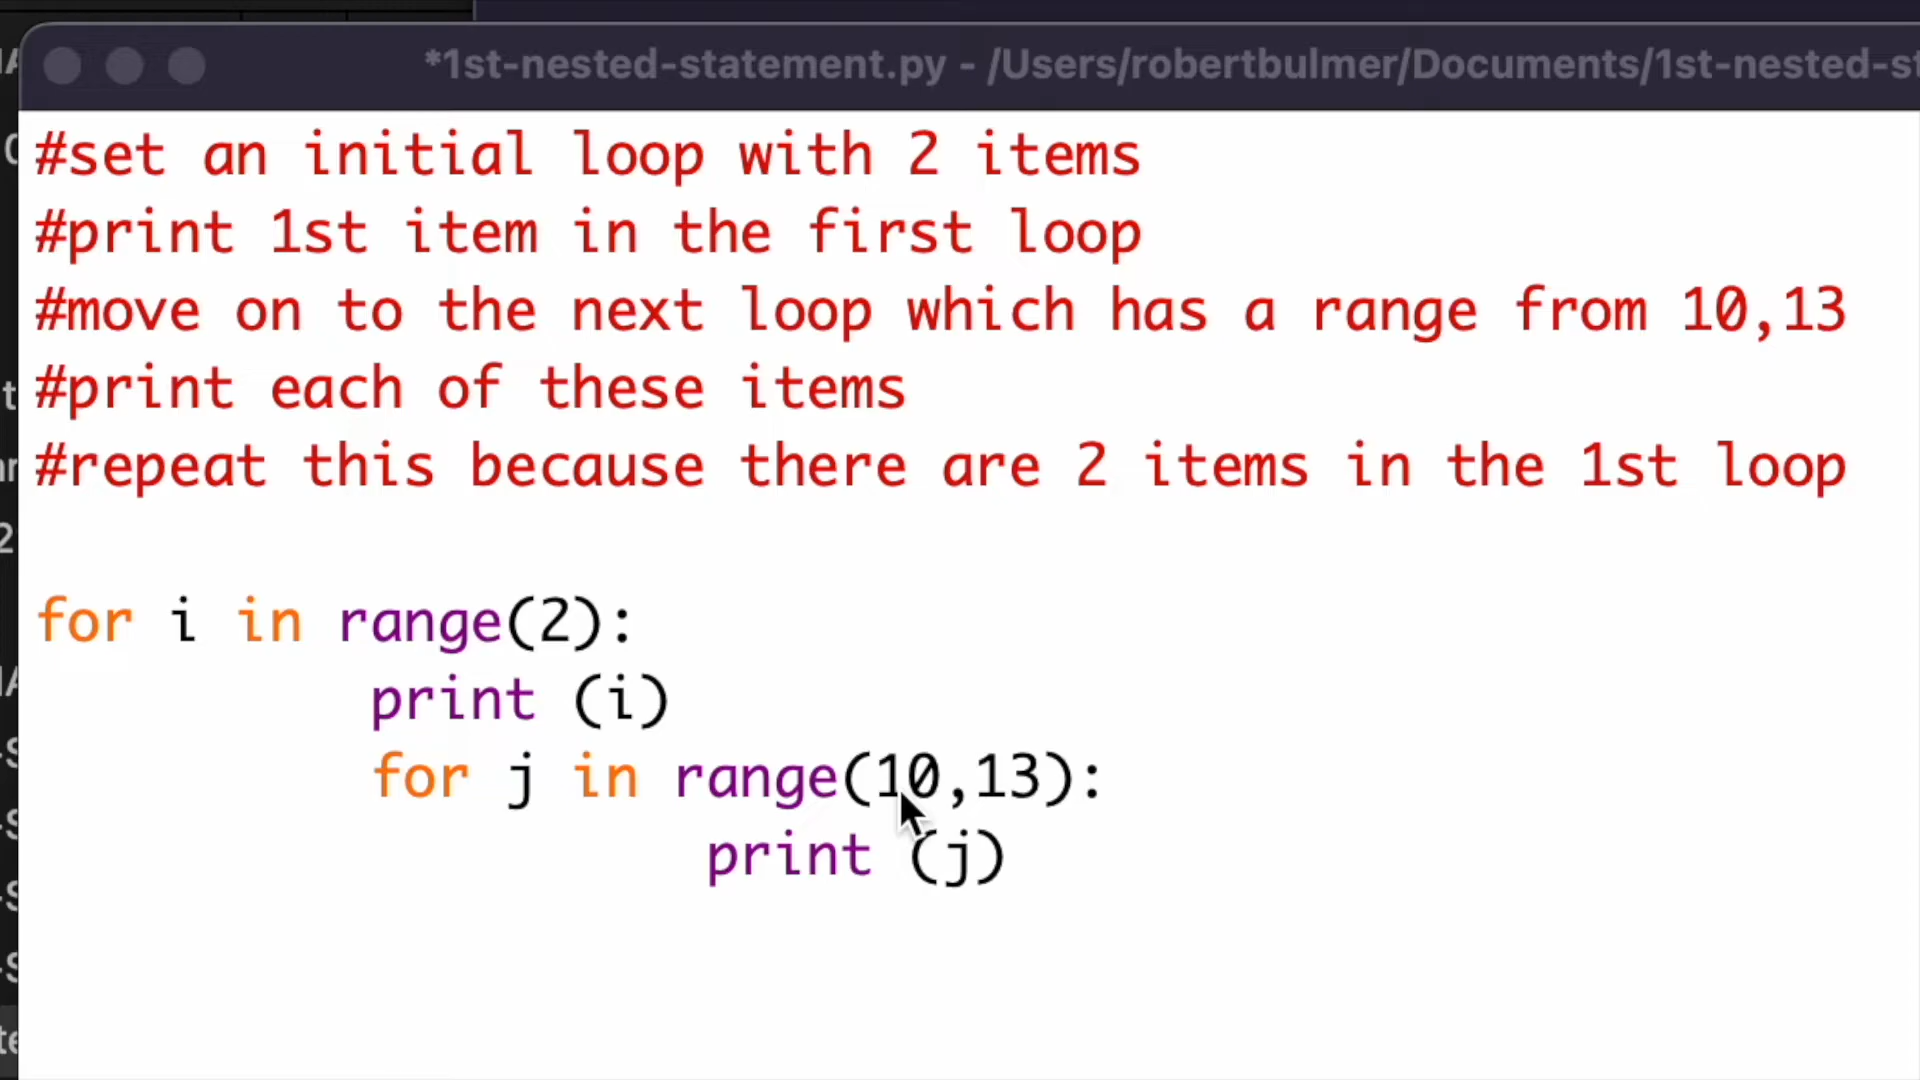 *1st-nested-statement.py - /Users/robertbulmer/Documents/1st-nested-st
#set an initial loop with 2 items
#print 1st item in the first loop
#move on to the next loop which has a range from 10,13
#print each of these items
#repeat this because there are 2 items in the 1st loop
for i in range(2):
print (i)
for j in range(10,13):
print (j)